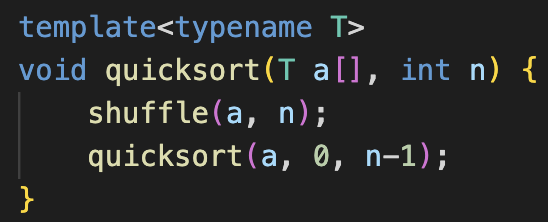 template<typename T>
void quicksort(T a[], int n) {
    shuffle(a, n);
    quicksort(a, 0, n-1);
}